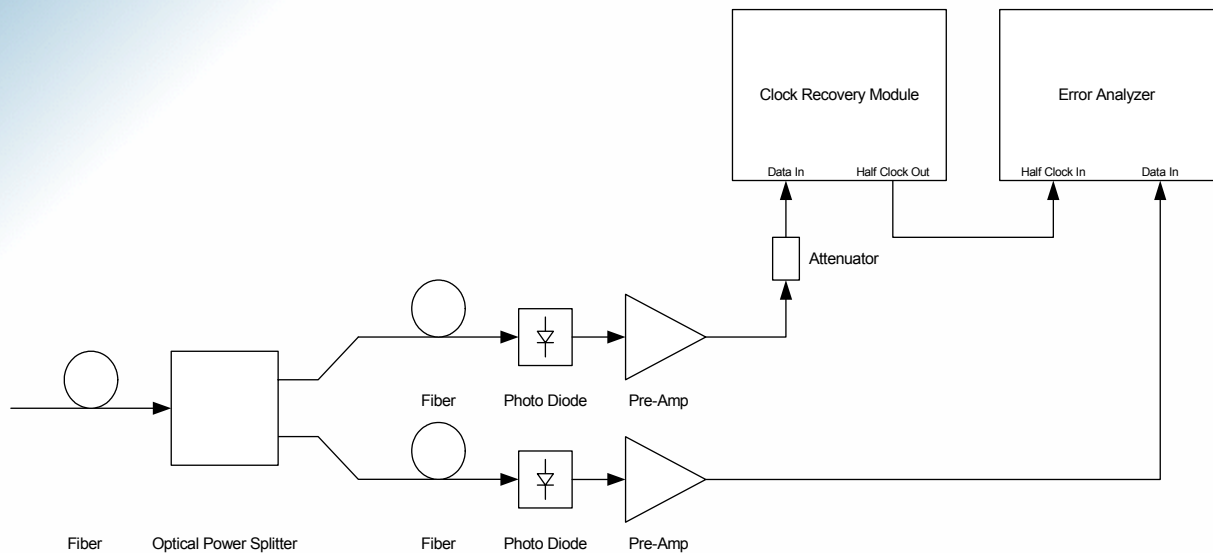 Clock Recovery Module
Error Analyzer
Data In
Half Clock Out
Half Clock In
Data In
Attenuator
Fiber
Photo Diode
Pre-Amp
Fiber
Optical Power Splitter
Fiber
Photo Diode
Pre-Amp